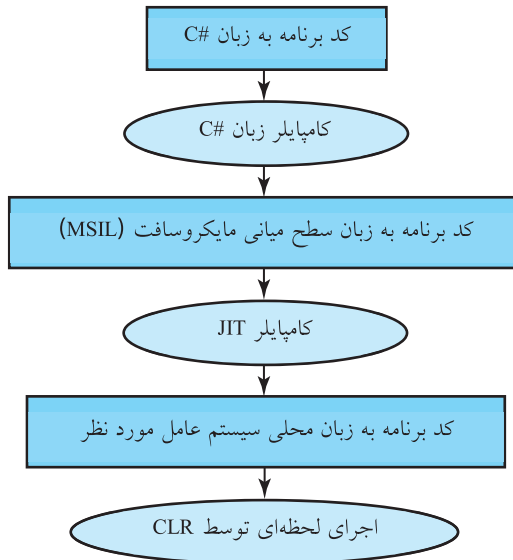 کد برنامه به زبان C#
کامپایلر زبان C#
کد برنامه به زبان سطح میانی مایکروسافت (MSIL)
کامپایلر JIT
کد برنامه به زبان محلی سیستم عامل مورد نظر
اجرای لحظه‌ای توسط CLR